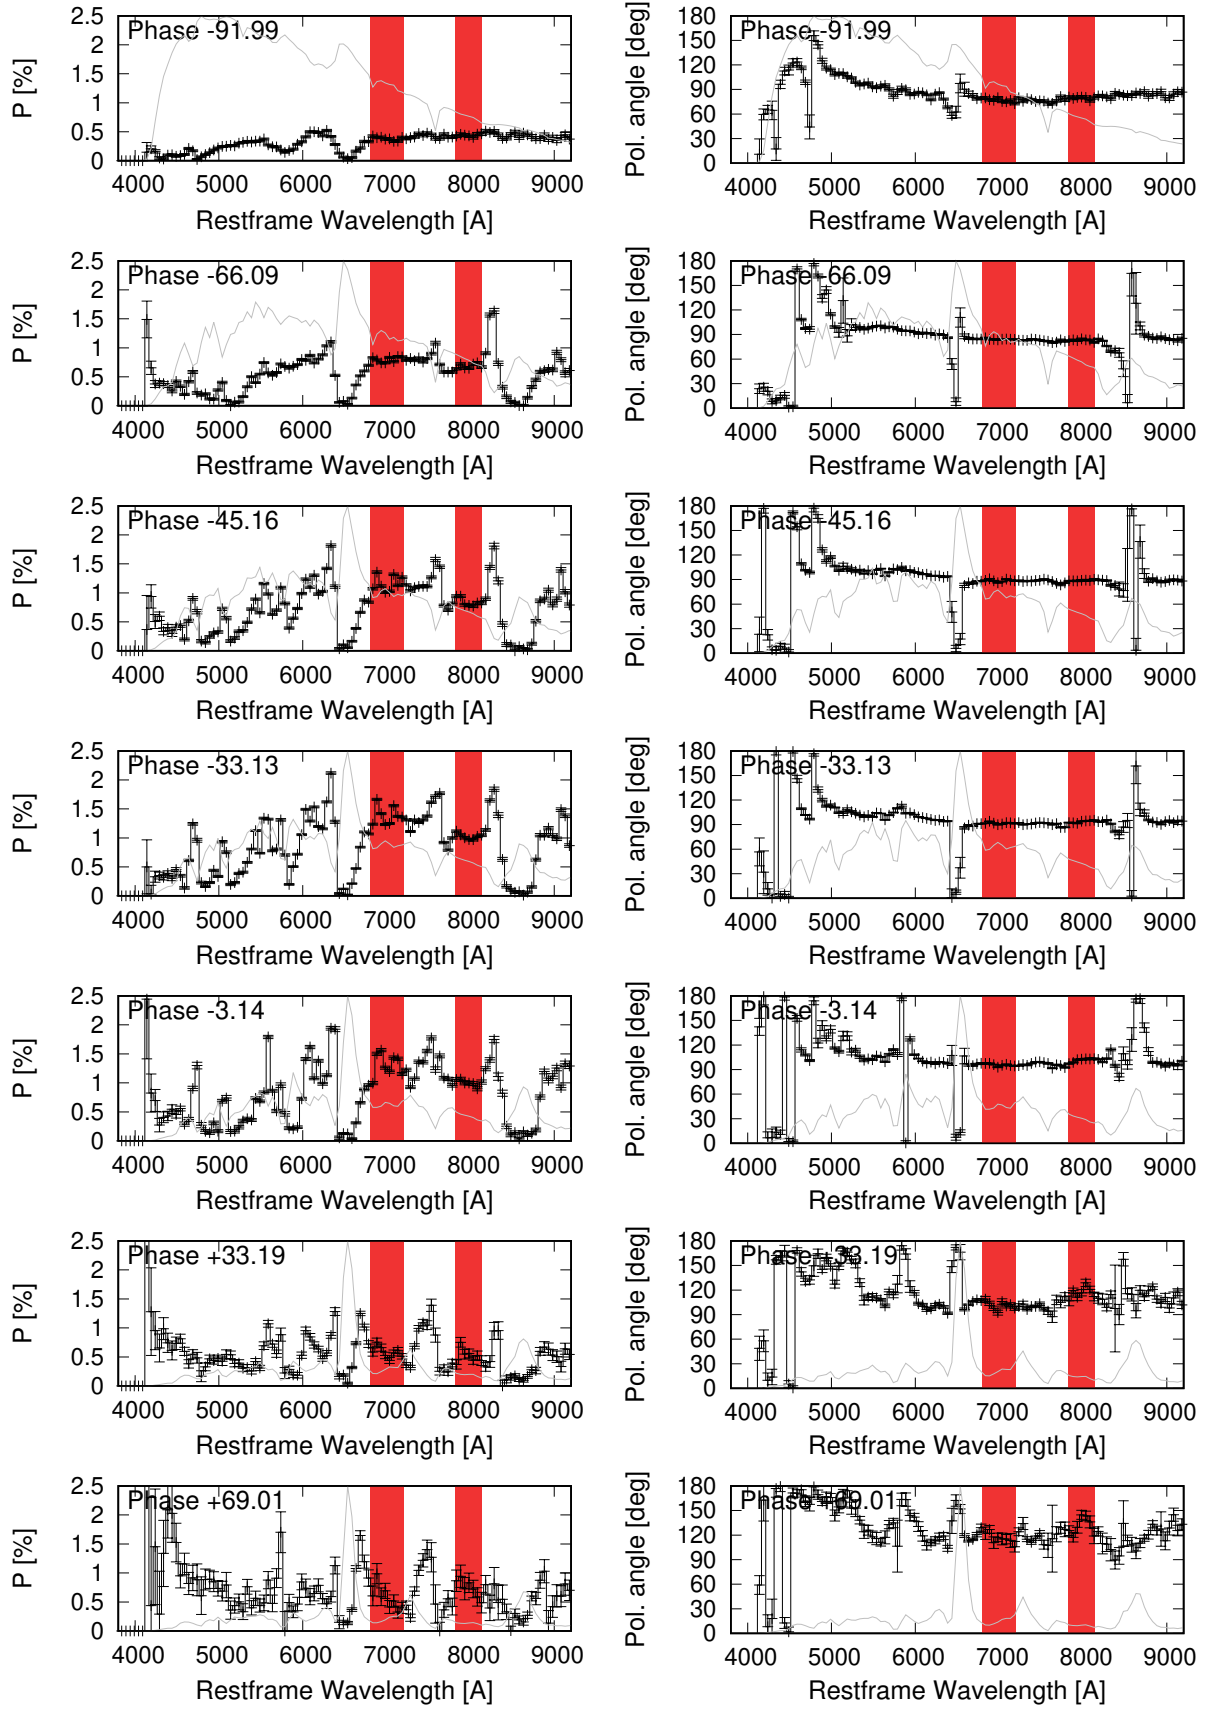 2.5
2
1.5
1
0.5
0
P [%]
Phase -91.99
4000 5000 6000 7000 8000 9000
Restframe Wavelength [A]
180
150
120
90
60
30
0
Pol. angle [deg]
Phase -91.99
4000 5000 6000 7000 8000 9000
Restframe Wavelength [A]
2.5
2
1.5
1
0.5
0
P [%]
Phase -66.09
4000 5000 6000 7000 8000 9000
Restframe Wavelength [A]
180
150
120
90
60
30
0
Pol. angle [deg]
Phase -66.09
4000 5000 6000 7000 8000 9000
Restframe Wavelength [A]
2.5
2
1.5
1
0.5
0
P [%]
Phase -45.16
4000 5000 6000 7000 8000 9000
Restframe Wavelength [A]
180
150
120
90
60
30
0
Pol. angle [deg]
Phase -45.16
4000 5000 6000 7000 8000 9000
Restframe Wavelength [A]
2.5
2
1.5
1
0.5
0
P [%]
Phase -33.13
4000 5000 6000 7000 8000 9000
Restframe Wavelength [A]
180
150
120
90
60
30
0
Pol. angle [deg]
Phase -33.13
4000 5000 6000 7000 8000 9000
Restframe Wavelength [A]
2.5
2
1.5
1
0.5
0
P [%]
Phase -3.14
4000 5000 6000 7000 8000 9000
Restframe Wavelength [A]
180
150
120
90
60
30
0
Pol. angle [deg]
Phase -3.14
4000 5000 6000 7000 8000 9000
Restframe Wavelength [A]
2.5
2
1.5
1
0.5
0
P [%]
Phase +33.19
4000 5000 6000 7000 8000 9000
Restframe Wavelength [A]
180
150
120
90
60
30
0
Pol. angle [deg]
Phase +33.19
4000 5000 6000 7000 8000 9000
Restframe Wavelength [A]
2.5
2
1.5
1
0.5
0
P [%]
Phase +69.01
4000 5000 6000 7000 8000 9000
Restframe Wavelength [A]
180
150
120
90
60
30
0
Pol. angle [deg]
Phase +69.01
4000 5000 6000 7000 8000 9000
Restframe Wavelength [A]